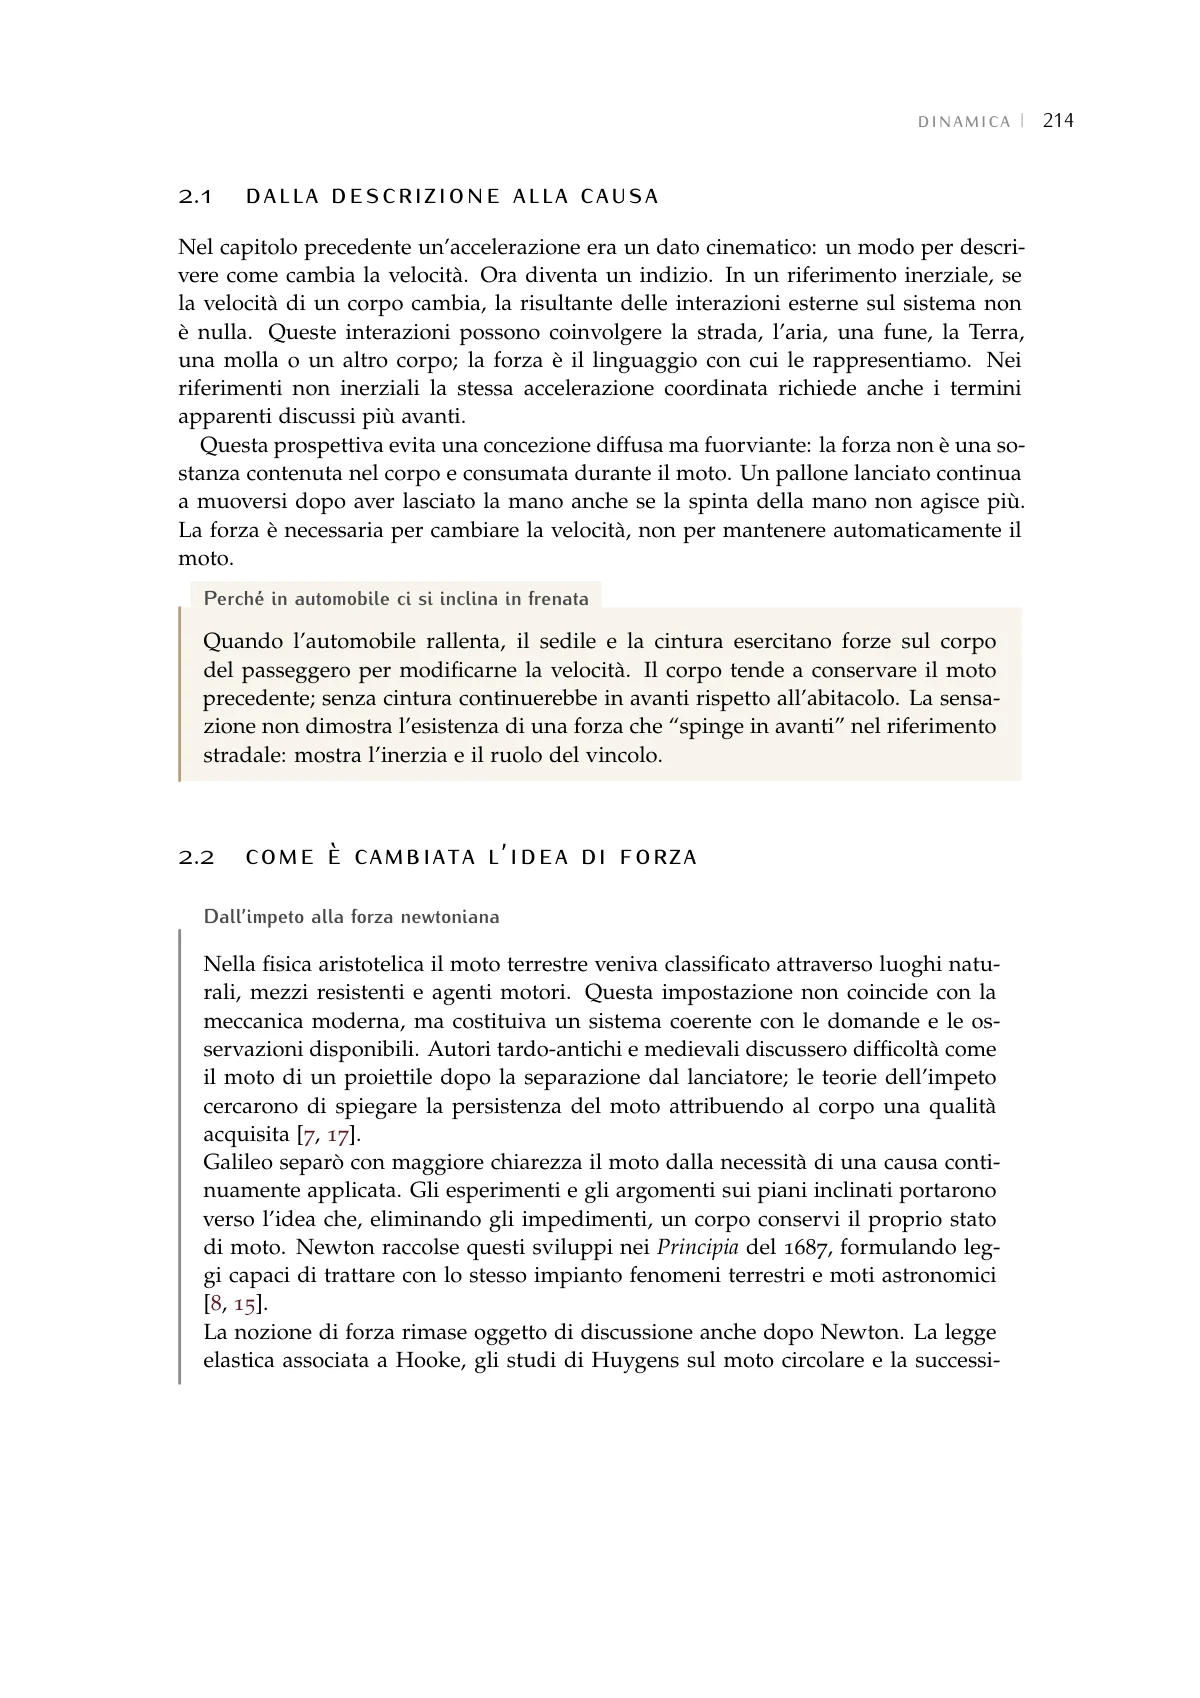 DINAMICA | 214
2.1 DALLA DESCRIZIONE ALLA CAUSA
Nel capitolo precedente un'accelerazione era un dato cinematico: un modo per descri-
vere come cambia la velocità. Ora diventa un indizio. In un riferimento inerziale, se
la velocità di un corpo cambia, la risultante delle interazioni esterne sul sistema non
è nulla. Queste interazioni possono coinvolgere la strada, l'aria, una fune, la Terra,
una molla o un altro corpo; la forza è il linguaggio con cui le rappresentiamo. Nei
riferimenti non inerziali la stessa accelerazione coordinata richiede anche i termini
apparenti discussi più avanti.
Questa prospettiva evita una concezione diffusa ma fuorviante: la forza non è una so-
stanza contenuta nel corpo e consumata durante il moto. Un pallone lanciato continua
a muoversi dopo aver lasciato la mano anche se la spinta della mano non agisce più.
La forza è necessaria per cambiare la velocità, non per mantenere automaticamente il
moto.
Perché in automobile ci si inclina in frenata
Quando l'automobile rallenta, il sedile e la cintura esercitano forze sul corpo
del passeggero per modificarne la velocità. Il corpo tende a conservare il moto
precedente; senza cintura continuerebbe in avanti rispetto all'abitacolo. La sensa-
zione non dimostra l'esistenza di una forza che “spinge in avanti” nel riferimento
stradale: mostra l'inerzia e il ruolo del vincolo.
2.2 COME È CAMBIATA L'IDEA DI FORZA
Dall'impeto alla forza newtoniana
Nella fisica aristotelica il moto terrestre veniva classificato attraverso luoghi natu-
rali, mezzi resistenti e agenti motori. Questa impostazione non coincide con la
meccanica moderna, ma costituiva un sistema coerente con le domande e le os-
servazioni disponibili. Autori tardo-antichi e medievali discussero difficoltà come
il moto di un proiettile dopo la separazione dal lanciatore; le teorie dell'impeto
cercarono di spiegare la persistenza del moto attribuendo al corpo una qualità
acquisita [7, 17].
Galileo separò con maggiore chiarezza il moto dalla necessità di una causa conti-
nuamente applicata. Gli esperimenti e gli argomenti sui piani inclinati portarono
verso l'idea che, eliminando gli impedimenti, un corpo conservi il proprio stato
di moto. Newton raccolse questi sviluppi nei Principia del 1687, formulando leg-
gi capaci di trattare con lo stesso impianto fenomeni terrestri e moti astronomici
[8, 15].
La nozione di forza rimase oggetto di discussione anche dopo Newton. La legge
elastica associata a Hooke, gli studi di Huygens sul moto circolare e la successi-